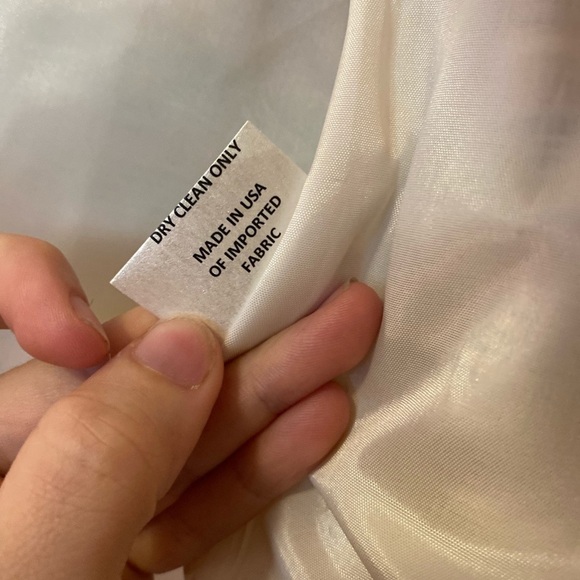 DRY CLEAN ONLY
MADE IN USA
OF IMPORTED
FABRIC